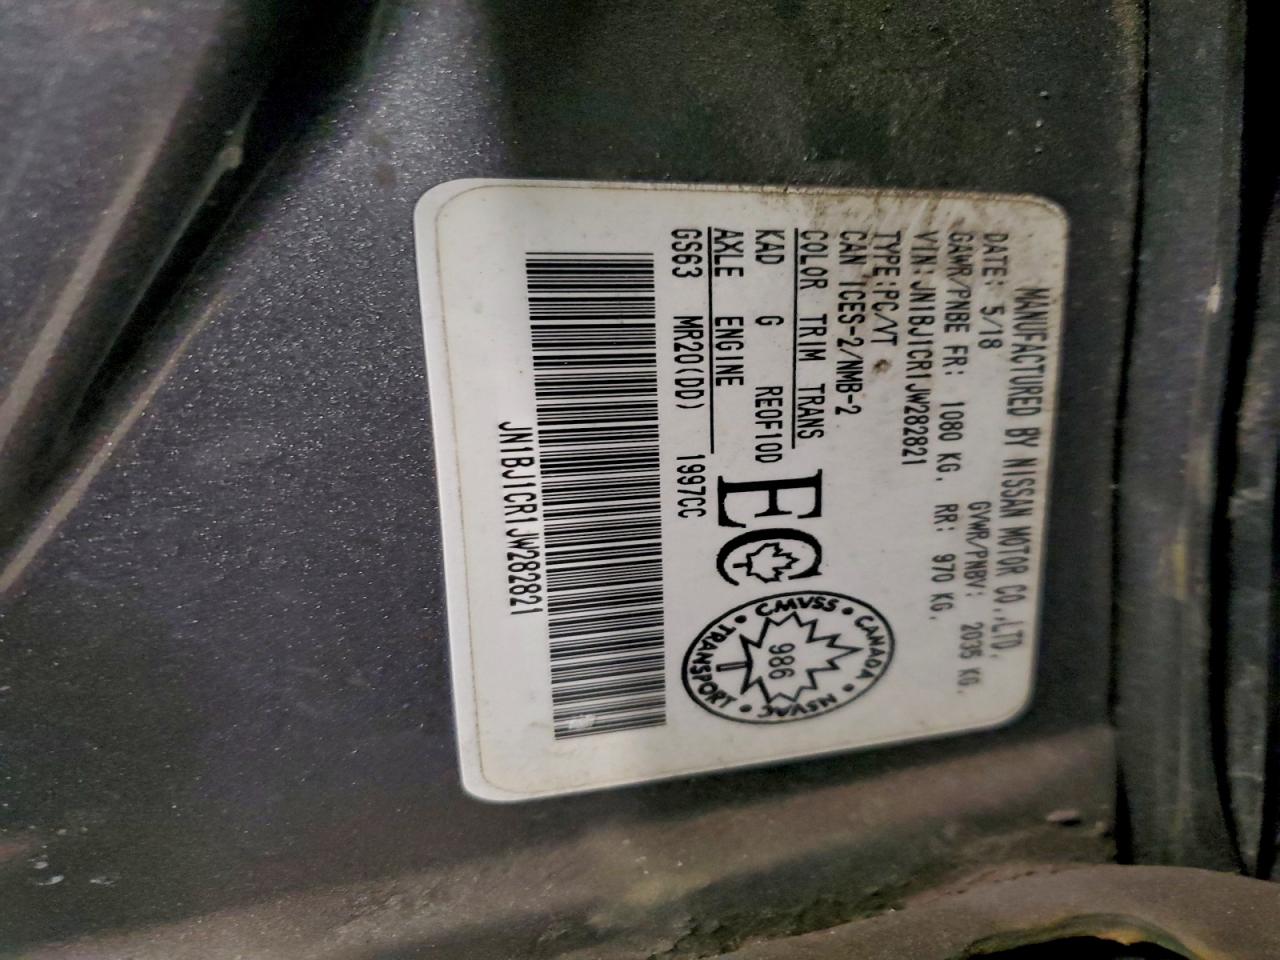 MANUFACTURED BY NISSAN MOTOR CO.,LTD.
DATE: 5/18 GVWR/PNBV: 2035 KG.
GAWR/PNBE FR: 1080 KG. RR: 970 KG.
VIN:JN1BJ1CR1JW282821
TYPE:PC/VT
CAN ICES-2/NMB-2
COLOR TRIM TRANS
KAD G RE0F10D
AXLE ENGINE
GS63 MR20(DD) 1997CC
EC
CMVSS • CANADA • NSVAC • TRANSPORT •
986
JN1BJ1CR1JW282821